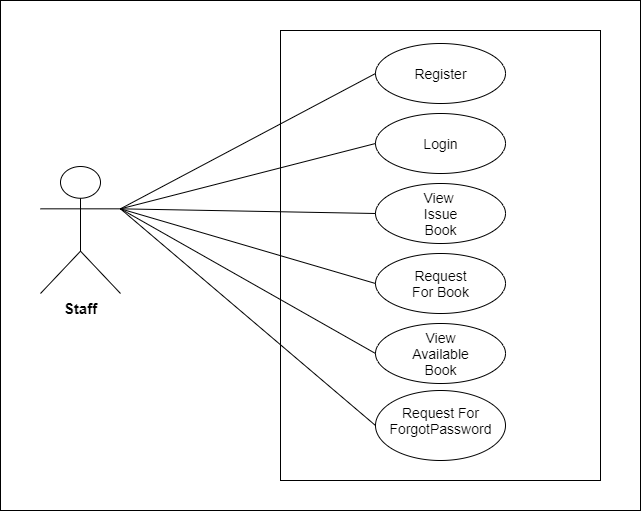 Register
Login
View
Issue
Book
Request
For Book
View
Available
Book
Request For
ForgotPassword
Staff